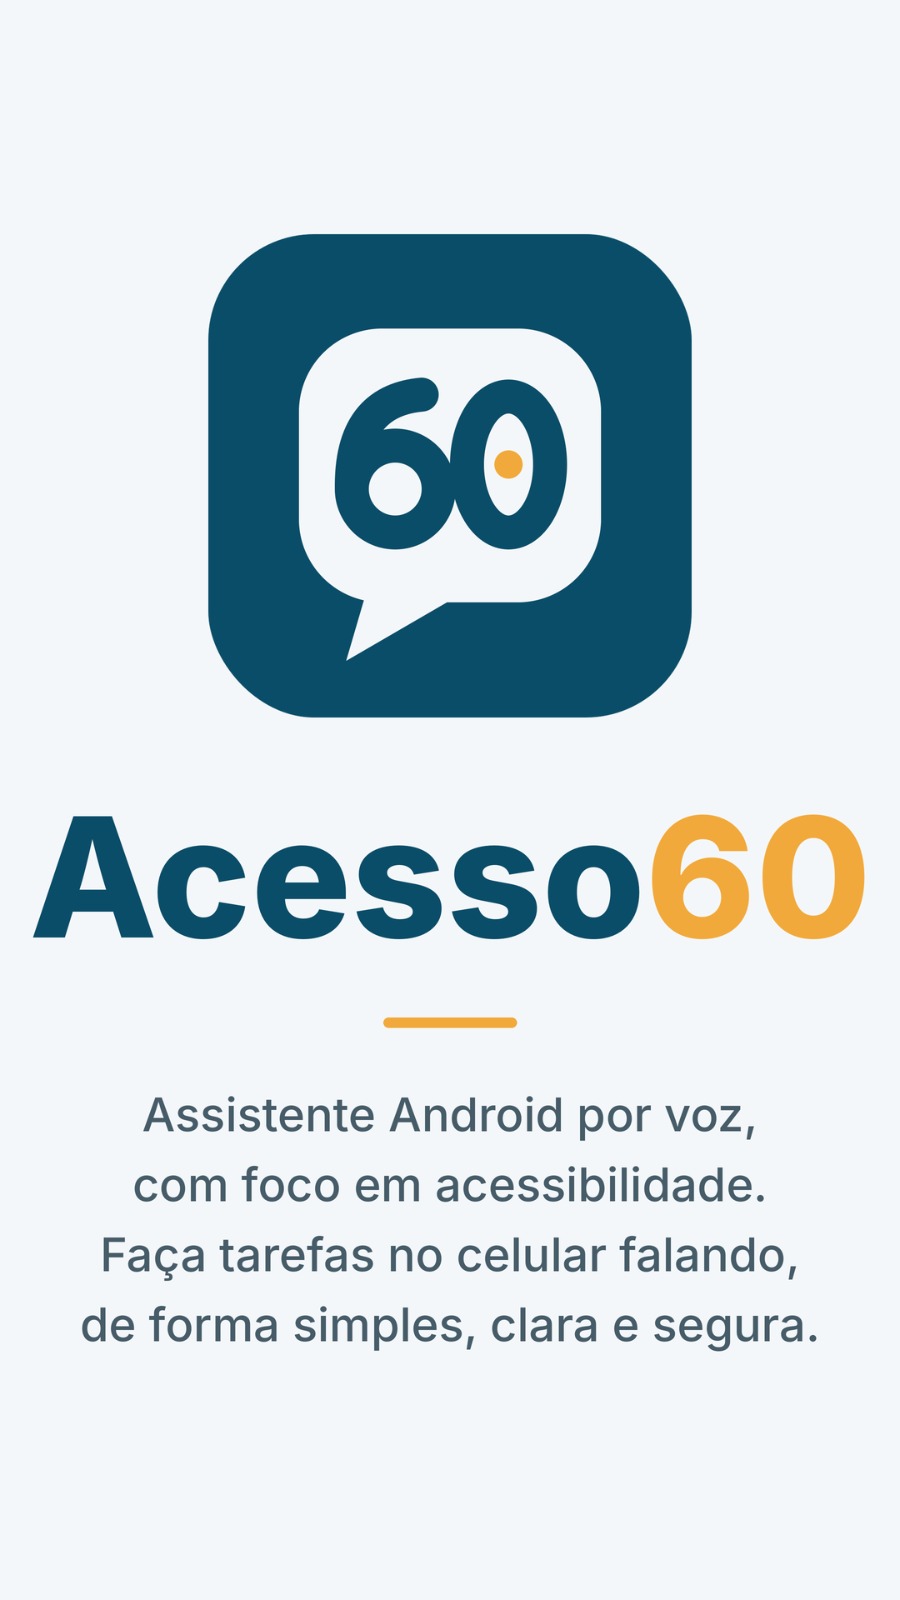 60
Acesso60
Assistente Android por voz,
com foco em acessibilidade.
Faça tarefas no celular falando,
de forma simples, clara e segura.